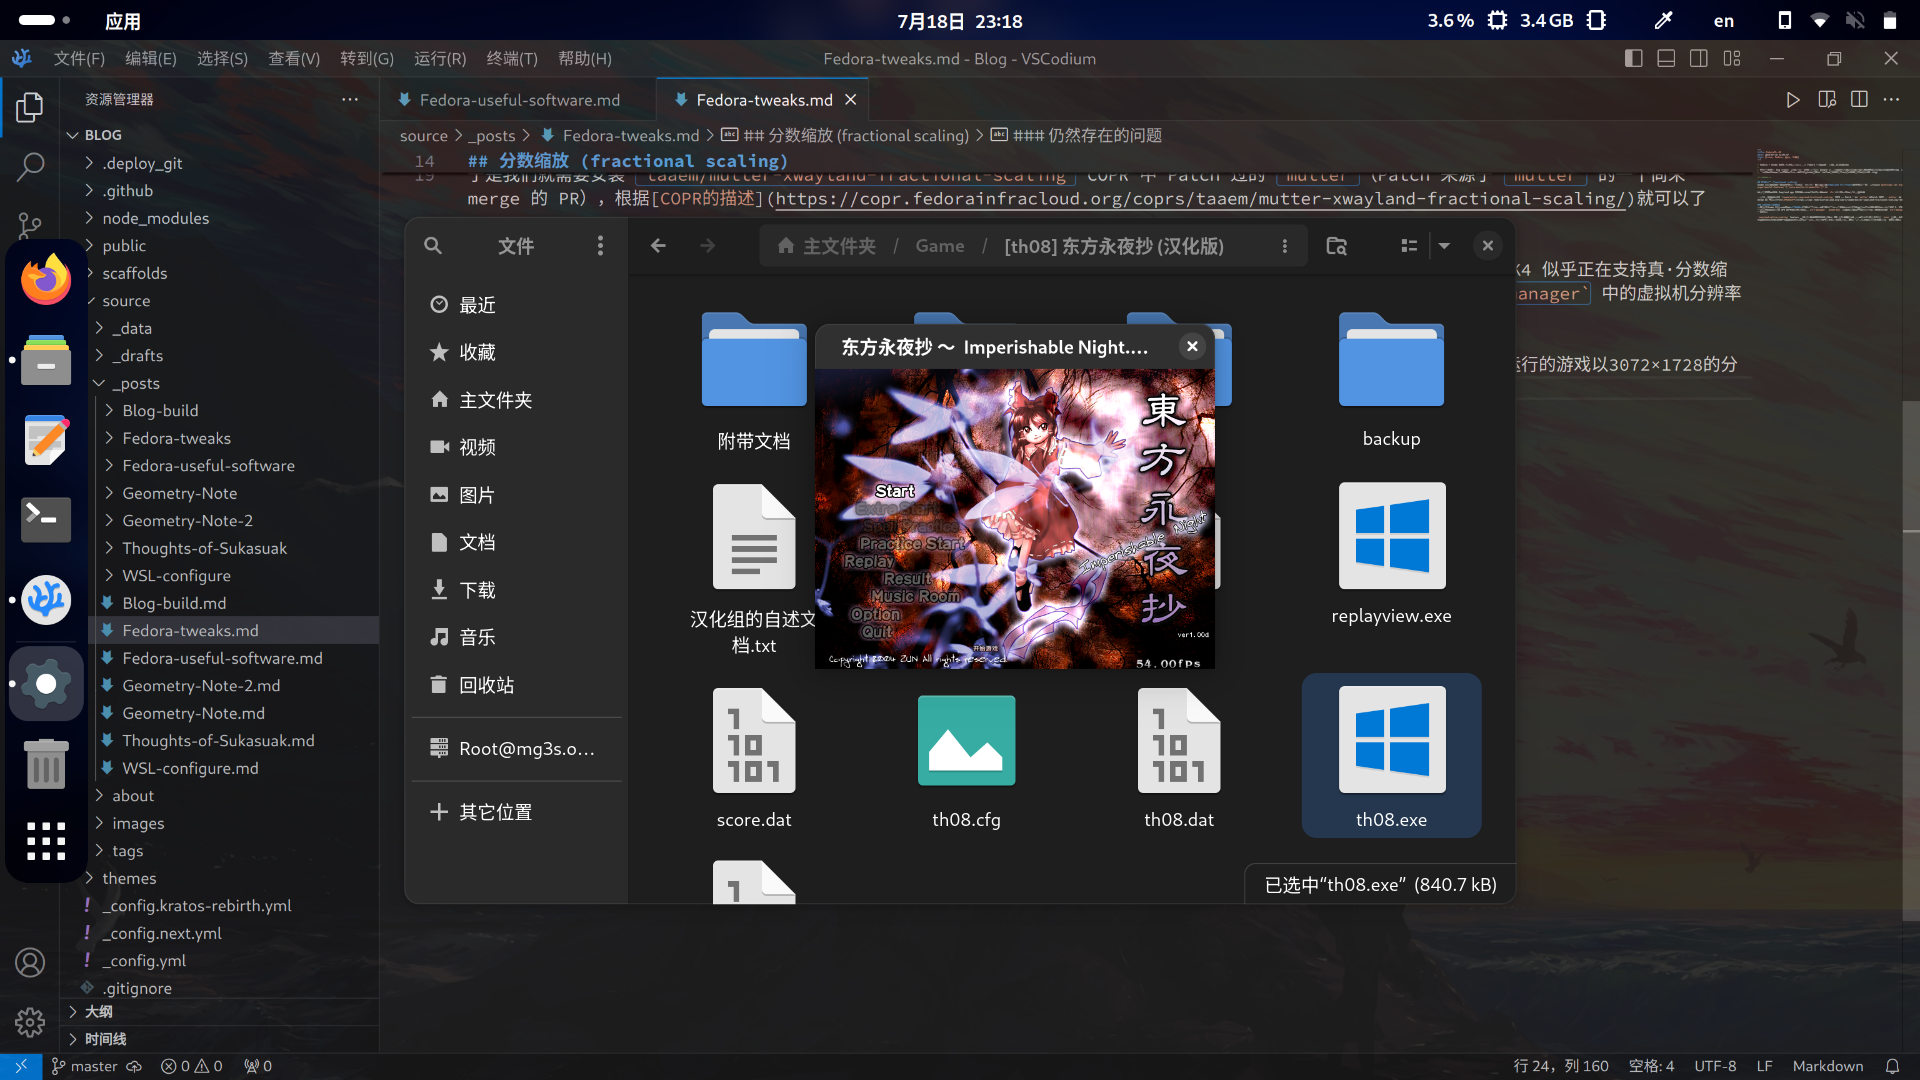 应用
7月18日 23:18
3.6 %
3.4 GB
en
文件(F) 编辑(E) 选择(S) 查看(V) 转到(G) 运行(R) 终端(T) 帮助(H)
Fedora-tweaks.md - Blog - VSCodium
资源管理器
BLOG
.deploy_git
.github
node_modules
public
scaffolds
source
_data
_drafts
_posts
Blog-build
Fedora-tweaks
Fedora-useful-software
Geometry-Note
Geometry-Note-2
Thoughts-of-Sukasuak
WSL-configure
Blog-build.md
Fedora-tweaks.md
Fedora-useful-software.md
Geometry-Note-2.md
Geometry-Note.md
Thoughts-of-Sukasuak.md
WSL-configure.md
about
images
tags
themes
_config.kratos-rebirth.yml
_config.next.yml
_config.yml
.gitignore
大纲
时间线
Fedora-useful-software.md
Fedora-tweaks.md
source > _posts > Fedora-tweaks.md > ## 分数缩放 (fractional scaling) > ### 仍然存在的问题
14 ## 分数缩放 (fractional scaling)
merge 的 PR），根据[COPR的描述](https://copr.fedorainfracloud.org/coprs/taaem/mutter-xwayland-fractional-scaling/)就可以了
K4 似乎正在支持真·分数缩
anager` 中的虚拟机分辨率
运行的游戏以3072×1728的分
文件
主文件夹 / Game / [th08] 东方永夜抄 (汉化版)
最近
收藏
主文件夹
视频
图片
文档
下载
音乐
回收站
Root@mg3s.o...
其它位置
附带文档
backup
汉化组的自述文
档.txt
replayview.exe
score.dat
th08.cfg
th08.dat
th08.exe
已选中“th08.exe” (840.7 kB)
东方永夜抄 ～ Imperishable Night....
東方永夜抄
Imperishable Night
Start
Extra Start
Spell Practice
Practice Start
Replay
Result
Music Room
Option
Quit
开始游戏
ver1.00d
Copyright 2004 ZUN All rights reserved.
54.00fps
master
0 0
0
行 24，列 160
空格: 4
UTF-8
LF
Markdown